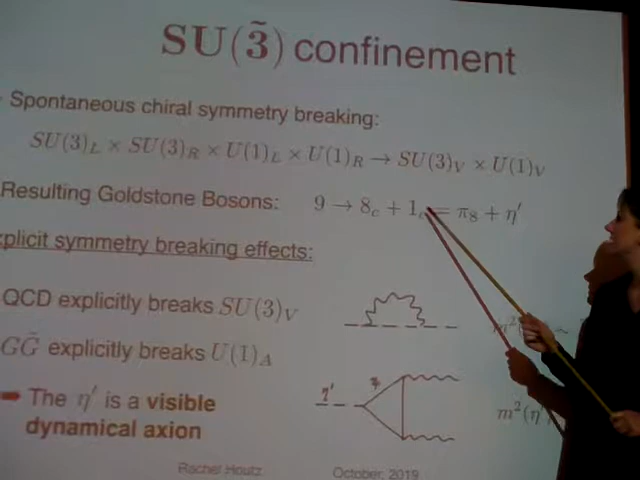 SU(3̃) confinement
Spontaneous chiral symmetry breaking:
SU(3)_L × SU(3)_R × U(1)_L × U(1)_R → SU(3)_V × U(1)_V
Resulting Goldstone Bosons: 9 → 8_c + 1_c = π_8 + η′
plicit symmetry breaking effects:
QCD explicitly breaks SU(3)_V
GG̃ explicitly breaks U(1)_A
η′
➡ The η′ is a visible
dynamical axion
m²(η′)
Rachel Houtz October, 2019